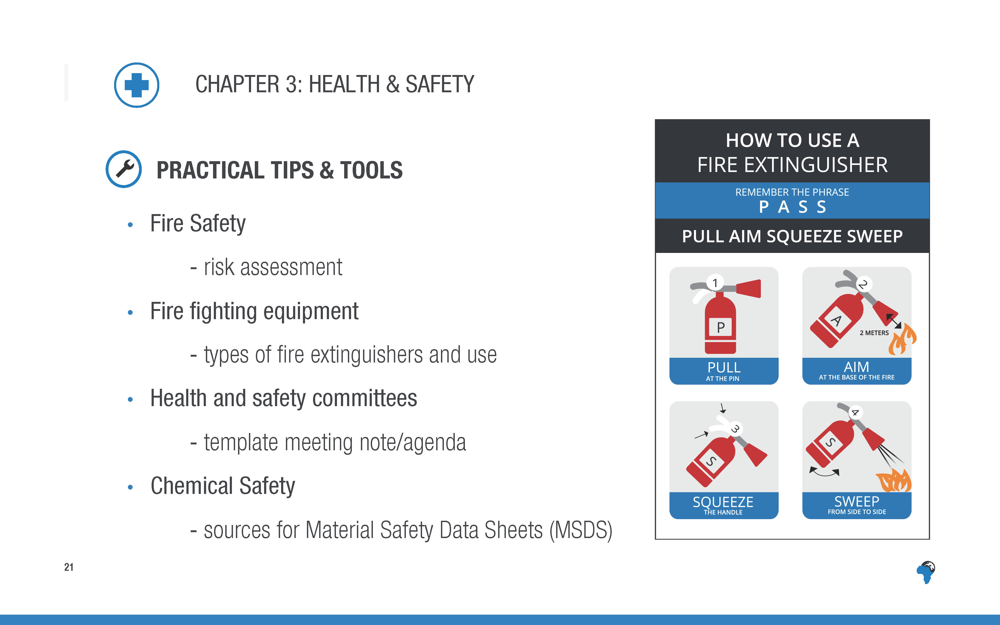 CHAPTER 3: HEALTH & SAFETY
PRACTICAL TIPS & TOOLS
• Fire Safety
- risk assessment
• Fire fighting equipment
- types of fire extinguishers and use
• Health and safety committees
- template meeting note/agenda
• Chemical Safety
- sources for Material Safety Data Sheets (MSDS)
HOW TO USE A
FIRE EXTINGUISHER
REMEMBER THE PHRASE
P A S S
PULL AIM SQUEEZE SWEEP
1
P
PULL
AT THE PIN
2
A
2 METERS
AIM
AT THE BASE OF THE FIRE
3
S
SQUEEZE
THE HANDLE
4
S
SWEEP
FROM SIDE TO SIDE
21